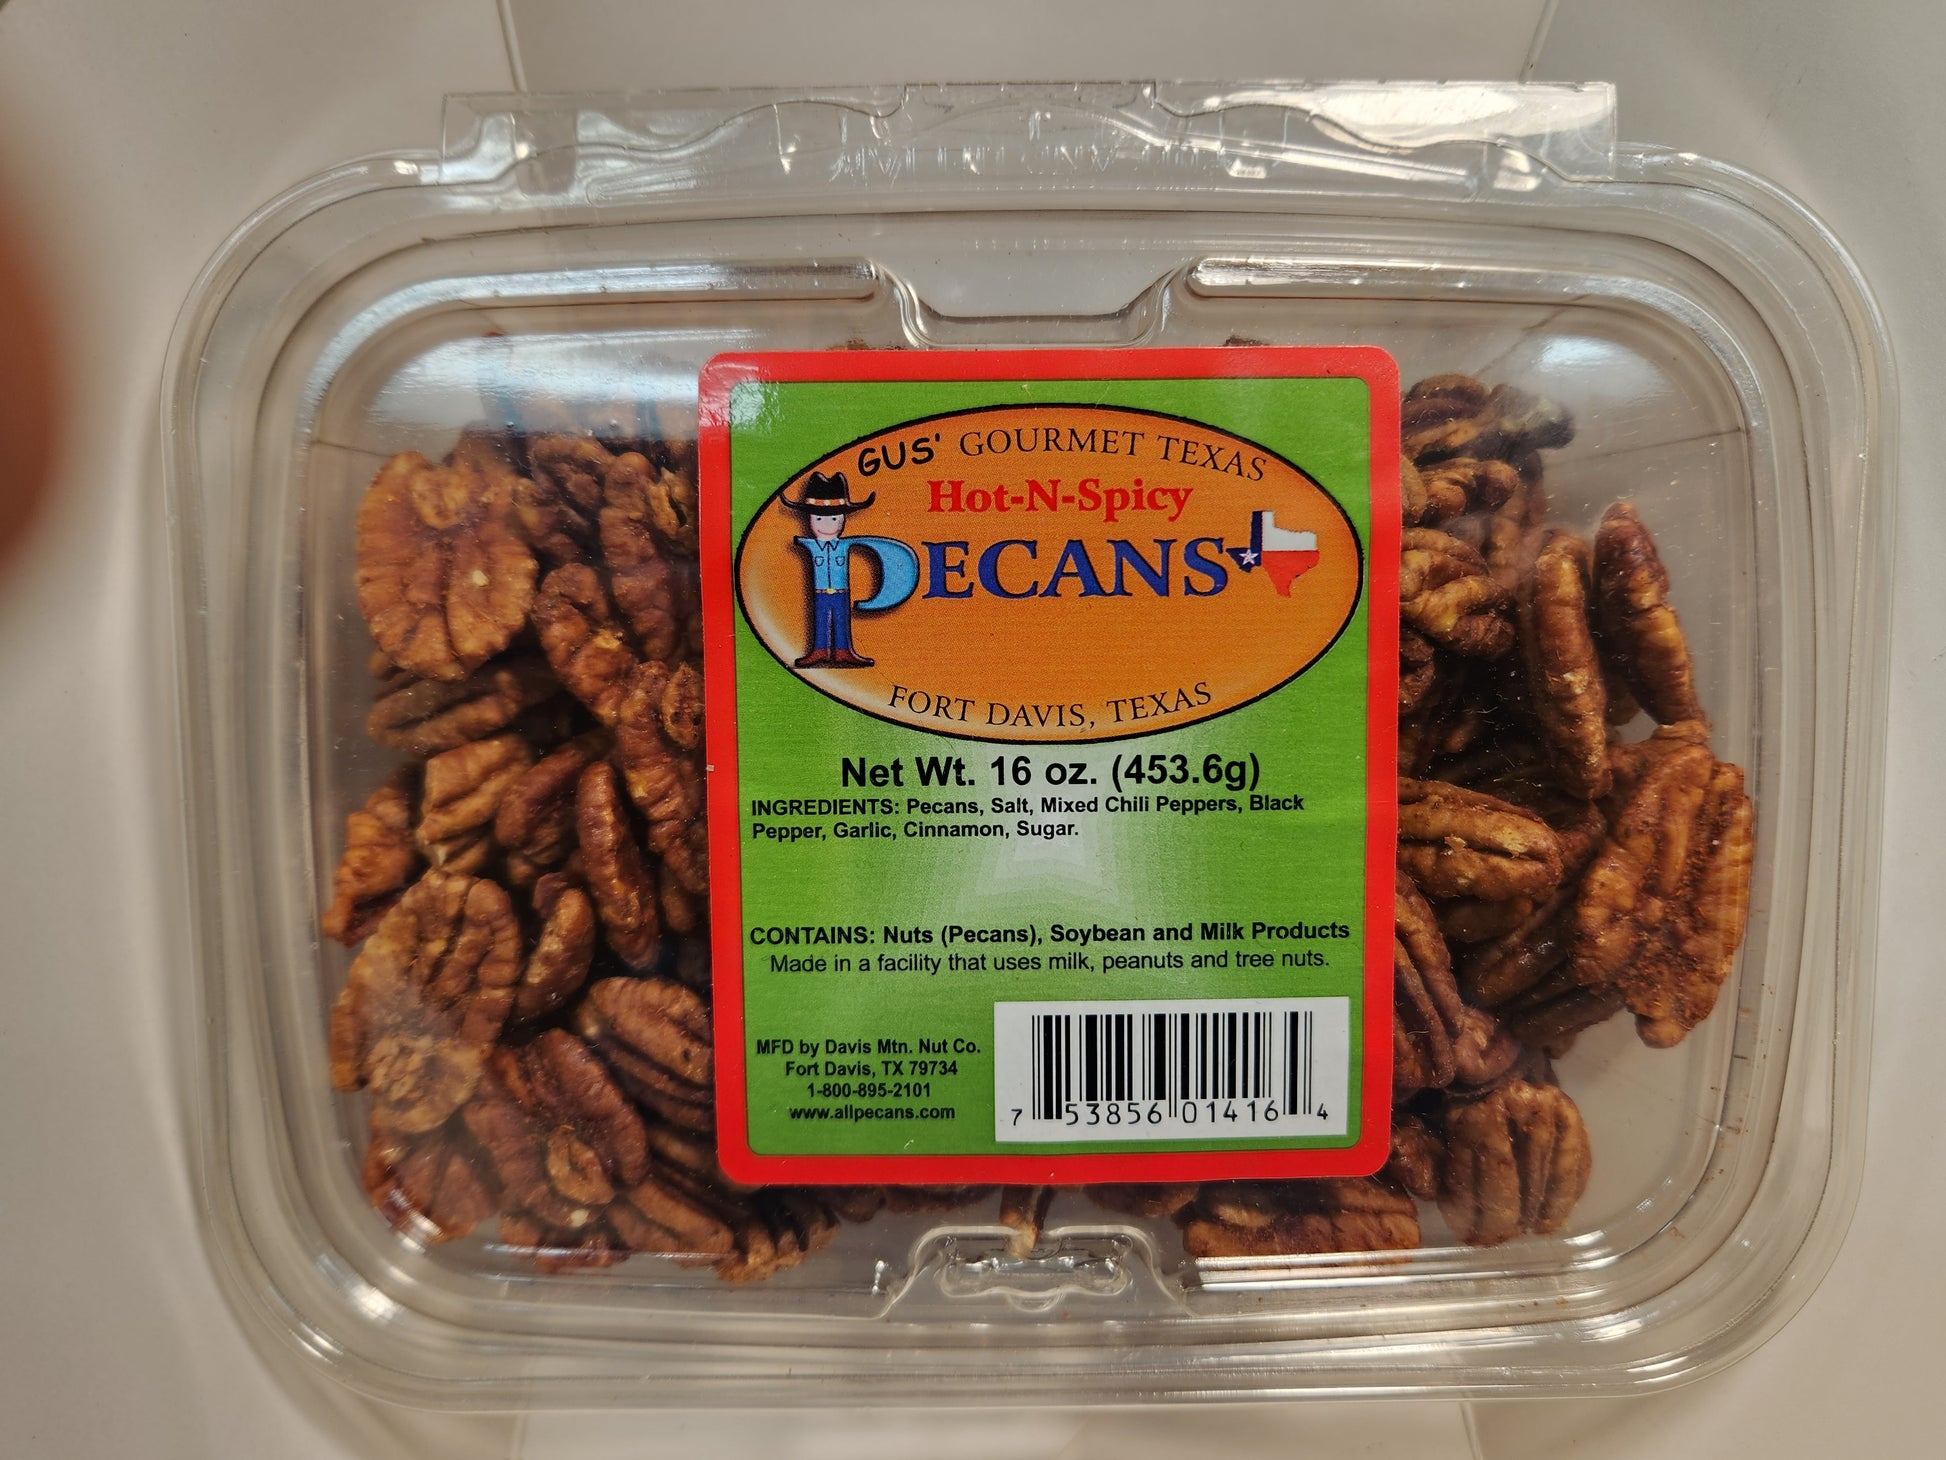 GUS' GOURMET TEXAS
Hot-N-Spicy
PECANS
FORT DAVIS, TEXAS
Net Wt. 16 oz. (453.6g)
INGREDIENTS: Pecans, Salt, Mixed Chili Peppers, Black
Pepper, Garlic, Cinnamon, Sugar.
CONTAINS: Nuts (Pecans), Soybean and Milk Products
Made in a facility that uses milk, peanuts and tree nuts.
MFD by Davis Mtn. Nut Co.
Fort Davis, TX 79734
1-800-895-2101
www.allpecans.com
7 53856 01416 4